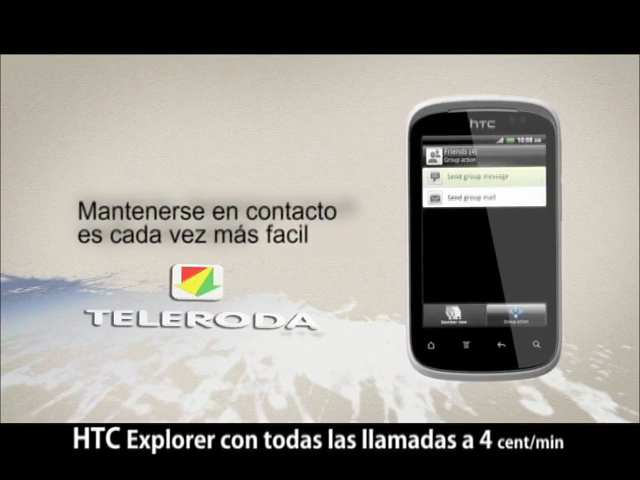 hTC
10:08 AM
Friends (4)
Group action
Send group message
Send group mail
Mantenerse en contacto
es cada vez más facil
TELERODA
Member view
Group action
HTC Explorer con todas las llamadas a 4 cent/min